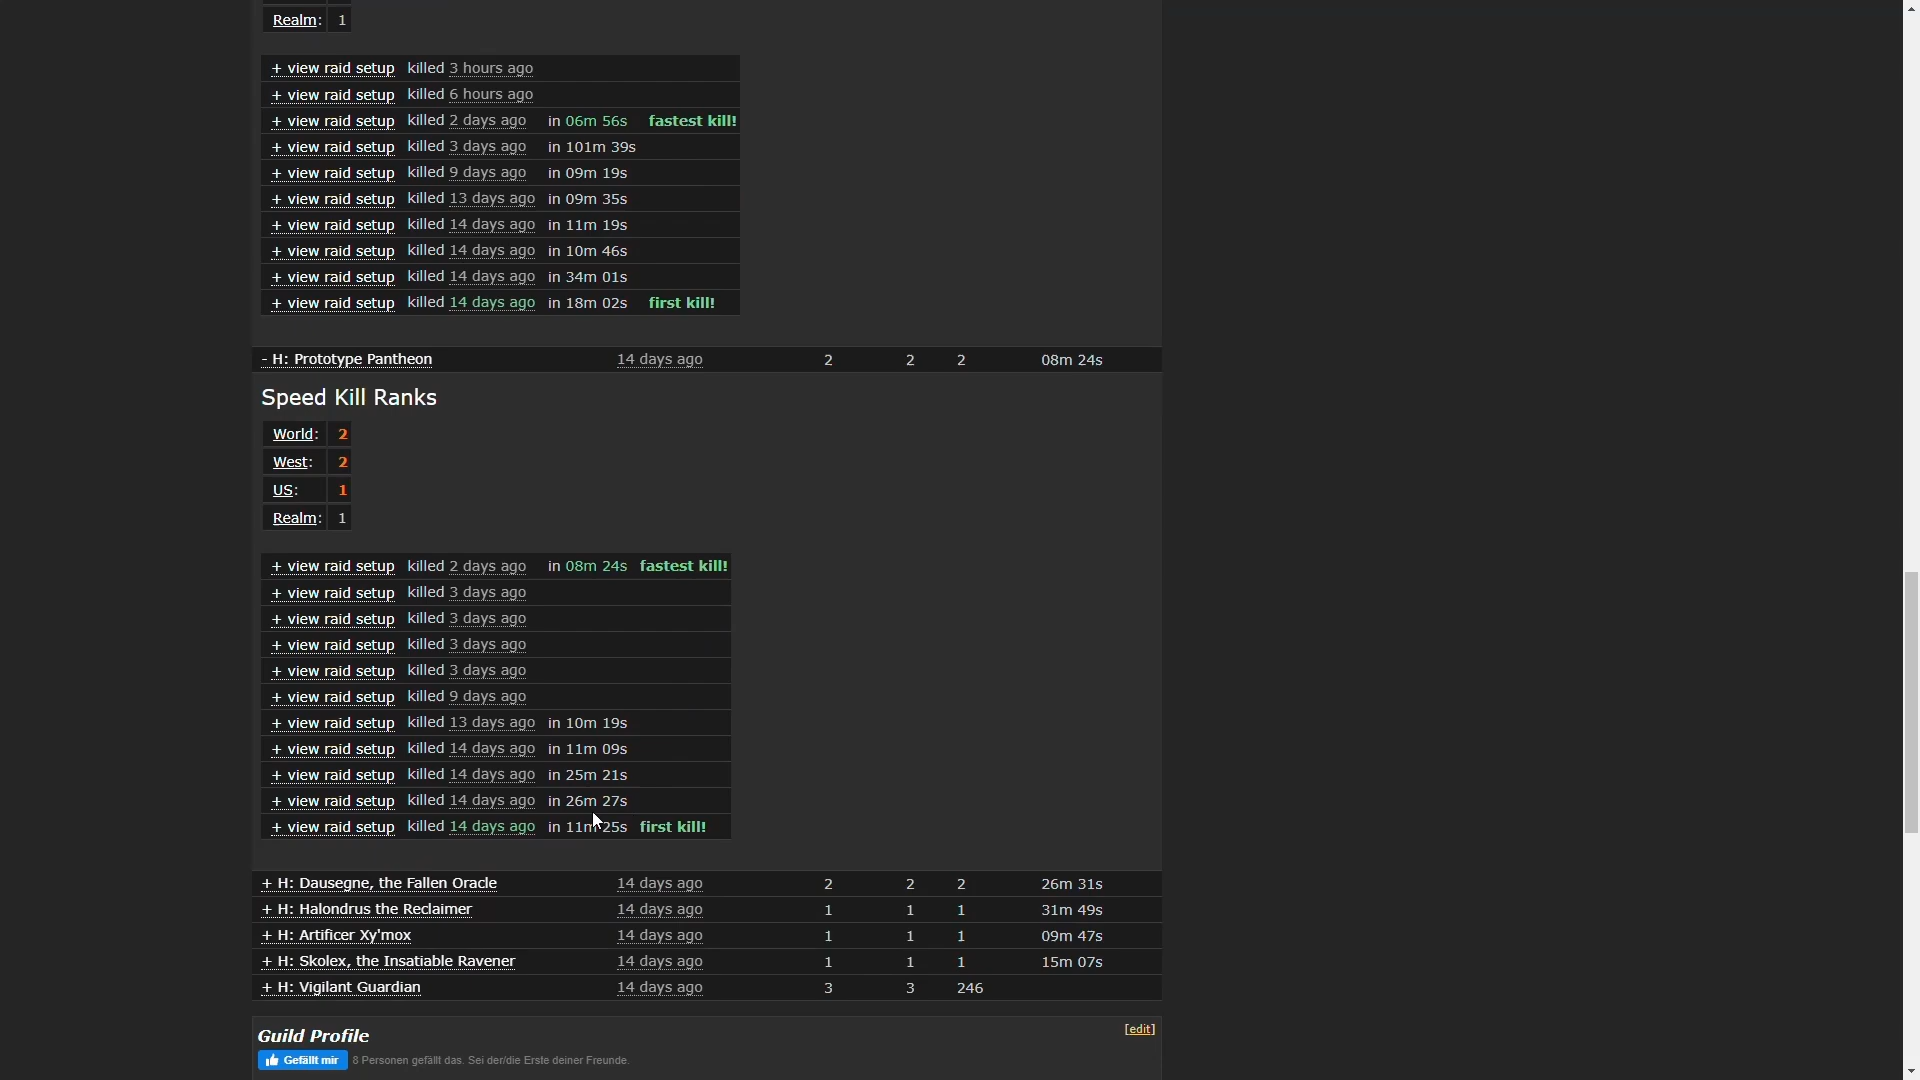 Realm: 1
+ view raid setup killed 3 hours ago
+ view raid setup killed 6 hours ago
+ view raid setup killed 2 days ago in 06m 56s fastest kill!
+ view raid setup killed 3 days ago in 101m 39s
+ view raid setup killed 9 days ago in 09m 19s
+ view raid setup killed 13 days ago in 09m 35s
+ view raid setup killed 14 days ago in 11m 19s
+ view raid setup killed 14 days ago in 10m 46s
+ view raid setup killed 14 days ago in 34m 01s
+ view raid setup killed 14 days ago in 18m 02s first kill!
- H: Prototype Pantheon 14 days ago 2 2 2 08m 24s
Speed Kill Ranks
World: 2
West: 2
US: 1
Realm: 1
+ view raid setup killed 2 days ago in 08m 24s fastest kill!
+ view raid setup killed 3 days ago
+ view raid setup killed 3 days ago
+ view raid setup killed 3 days ago
+ view raid setup killed 3 days ago
+ view raid setup killed 9 days ago
+ view raid setup killed 13 days ago in 10m 19s
+ view raid setup killed 14 days ago in 11m 09s
+ view raid setup killed 14 days ago in 25m 21s
+ view raid setup killed 14 days ago in 26m 27s
+ view raid setup killed 14 days ago in 11m 25s first kill!
+ H: Dausegne, the Fallen Oracle 14 days ago 2 2 2 26m 31s
+ H: Halondrus the Reclaimer 14 days ago 1 1 1 31m 49s
+ H: Artificer Xy'mox 14 days ago 1 1 1 09m 47s
+ H: Skolex, the Insatiable Ravener 14 days ago 1 1 1 15m 07s
+ H: Vigilant Guardian 14 days ago 3 3 246
Guild Profile [edit]
Gefällt mir 8 Personen gefällt das. Sei der/die Erste deiner Freunde.